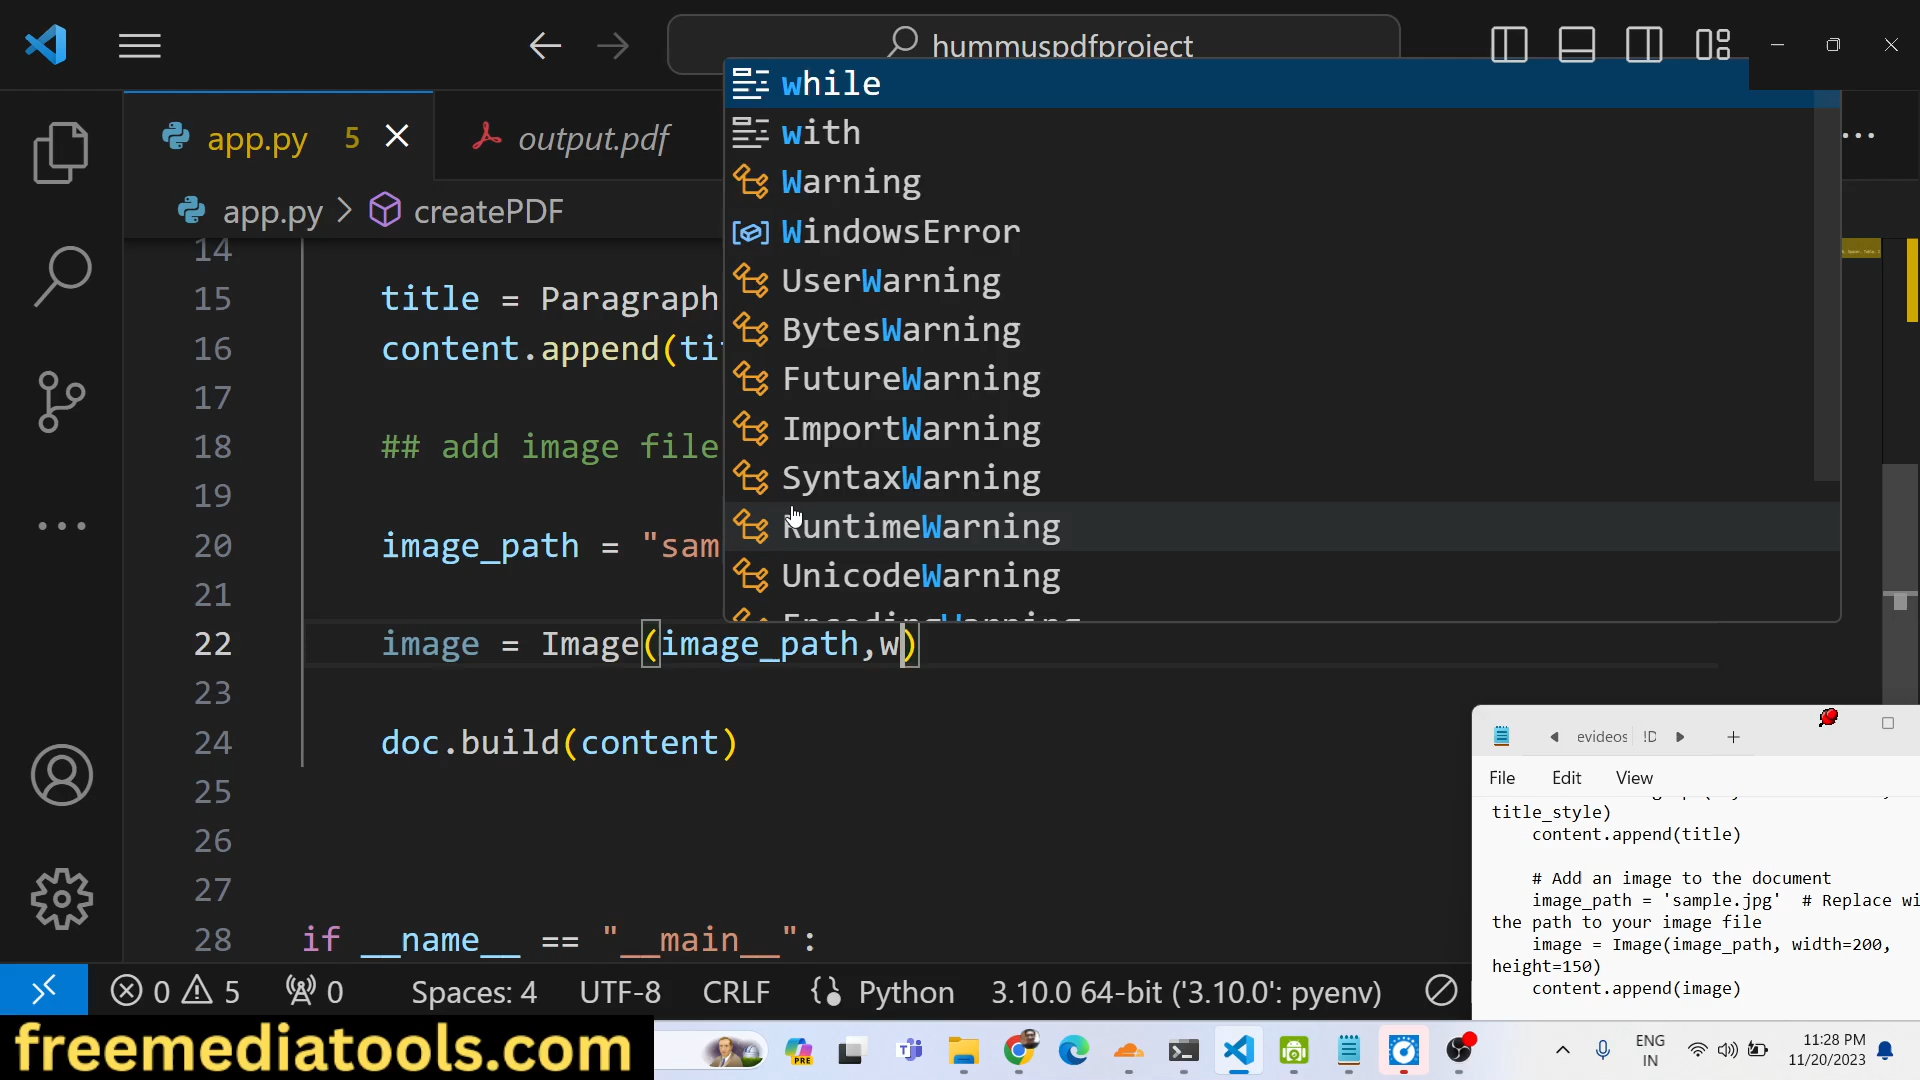 hummuspdfproject
app.py 5
output.pdf
app.py > createPDF
while
with
Warning
WindowsError
UserWarning
BytesWarning
FutureWarning
ImportWarning
SyntaxWarning
RuntimeWarning
UnicodeWarning
EncodingWarning
14
15 title = Paragraph
16 content.append(tit
17
18 ## add image file
19
20 image_path = "sam
21
22 image = Image(image_path,w)
23
24 doc.build(content)
25
26
27
28 if __name__ == "__main__":
evideos !D +
File Edit View
title_style)
content.append(title)
# Add an image to the document
image_path = 'sample.jpg' # Replace wi
the path to your image file
image = Image(image_path, width=200,
height=150)
content.append(image)
0 5 0 Spaces: 4 UTF-8 CRLF Python 3.10.0 64-bit ('3.10.0': pyenv)
freemediatools.com
PRE
ENG
IN
11:28 PM
11/20/2023